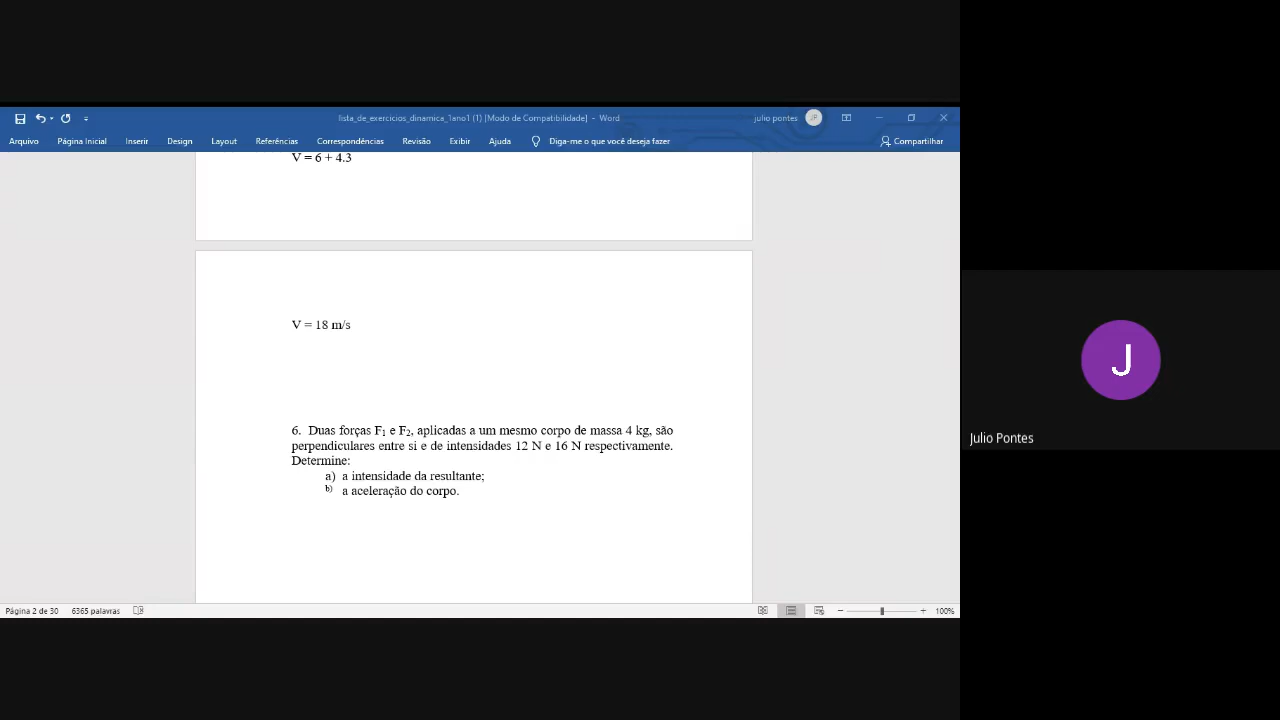 lista_de_exercicios_dinamica_1ano1 (1) [Modo de Compatibilidade] - Word
julio pontes
JP
Arquivo Página Inicial Inserir Design Layout Referências Correspondências Revisão Exibir Ajuda Diga-me o que você deseja fazer Compartilhar
V = 6 + 4.3
V = 18 m/s
6. Duas forças F₁ e F₂, aplicadas a um mesmo corpo de massa 4 kg, são
perpendiculares entre si e de intensidades 12 N e 16 N respectivamente.
Determine:
a) a intensidade da resultante;
b) a aceleração do corpo.
J
Julio Pontes
Página 2 de 30 6365 palavras 100%